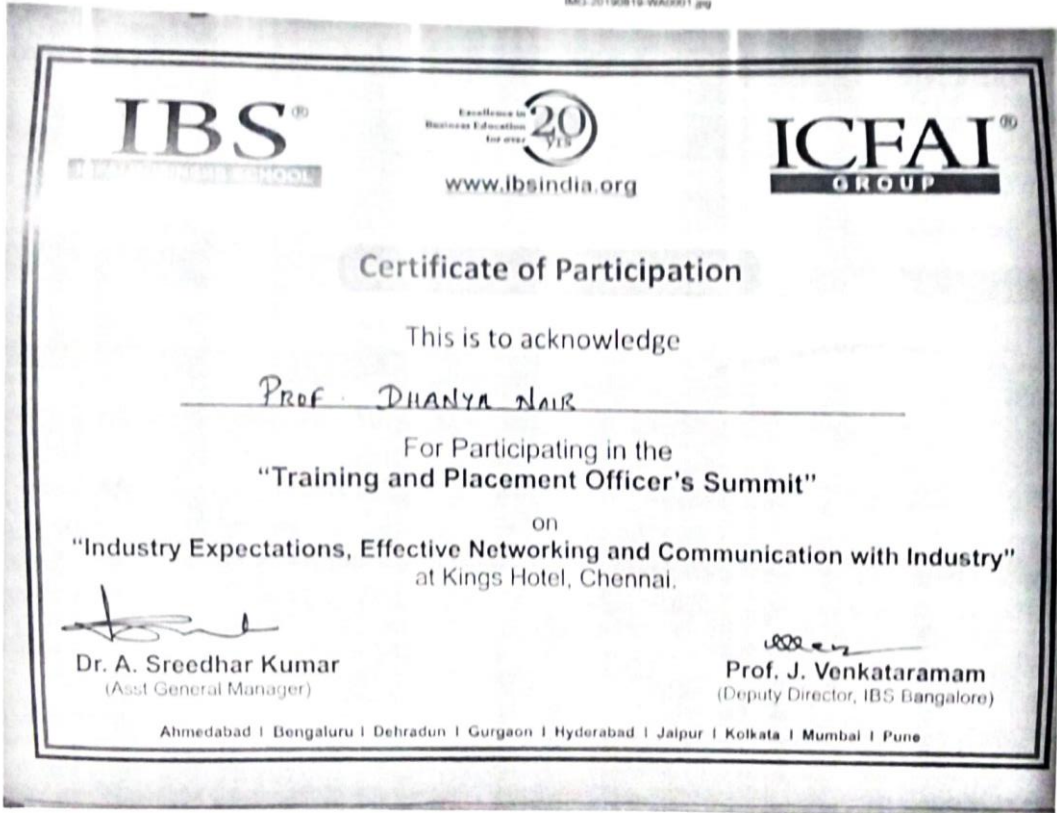 IBS®
Excellence in
Business Education
for over
20
yrs
www.ibsindia.org
ICFAI®
GROUP
Certificate of Participation
This is to acknowledge
PROF. DHANYA NAIR
For Participating in the
"Training and Placement Officer's Summit"
on
"Industry Expectations, Effective Networking and Communication with Industry"
at Kings Hotel, Chennai.
Dr. A. Sreedhar Kumar
(Asst General Manager)
Prof. J. Venkataramam
(Deputy Director, IBS Bangalore)
Ahmedabad I Bengaluru I Dehradun I Gurgaon I Hyderabad I Jaipur I Kolkata I Mumbai I Pune